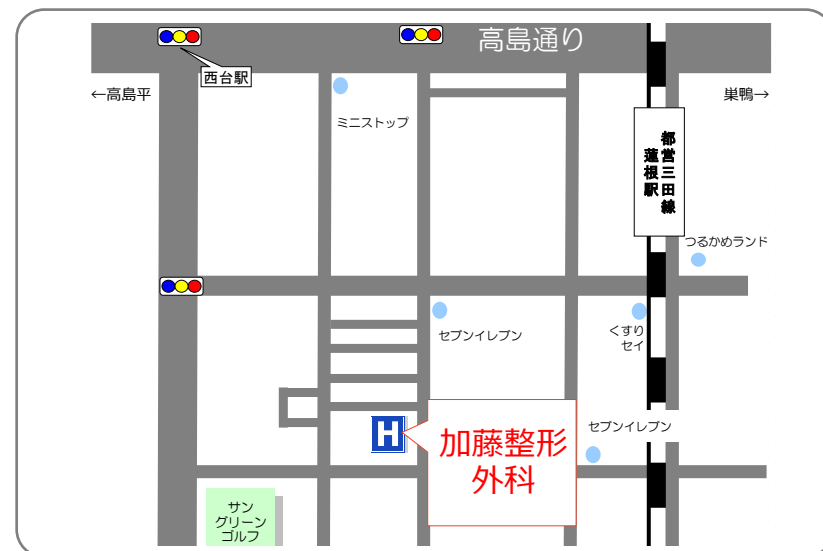 高島通り
西台駅
←高島平
巣鴨→
ミニストップ
都営三田線
蓮根駅
つるかめランド
セブンイレブン
くすり
セイ
H
加藤整形
外科
セブンイレブン
サン
グリーン
ゴルフ